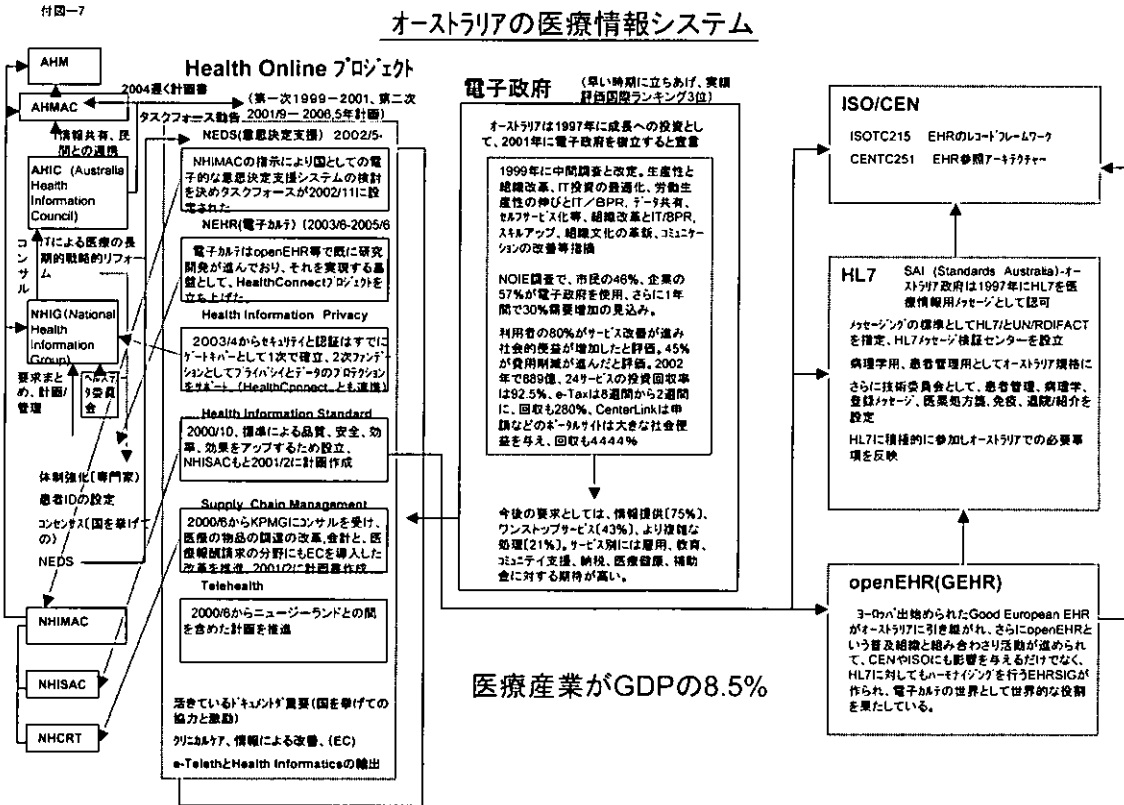 付図ー7
オーストラリアの医療情報システム
AHM
AHMAC
情報共有、民
間との連携
AHIC (Australia
Health
Information
Council)
コンサル
ITによる医療の長
期的戦略的リフォー
ム
NHIG(National
Health
Information
Group)
要求まと
め、計画/
管理
ヘルスデー
タ委員
会
体制強化(専門家)
患者IDの設定
コンセンサス(国を挙げて
の)
NEDS
NHIMAC
NHISAC
NHCRT
Health Online プロジェクト
2004遅く計画書
(第一次1999-2001、第二次
2001/9- 2006,5年計画)
タスクフォース勧告
NEDS(意思決定支援) 2002/5-
NHIMACの指示により国としての電
子的な意思決定支援システムの検討
を決めタスクフォースが2002/11に設
定された
NEHR(電子カルテ) (2003/6-2005/6
電子カルテはopenEHR等で既に研究
開発が進んでおり、それを実現する基
盤として、HealthConnectプロジェクトを
立ち上げた。
Health Information Privacy
2003/4からセキュリティと認証はすでに
ゲートキパーとして1次で確立、2次ファンデー
ションとしてプライバシイとデータのプロテクション
をサポート、(HealthConnect とも連携)
Health Information Standard
2000/10、標準による品質、安全、効
率、効果をアップするため設立、
NHISACもと2001/2に計画作成
Supply Chain Management
2000/6からKPMGにコンサルを受け、
医療の物品の調達の改革、会計と、医
療報酬請求の分野にもECを導入した
改革を推進、2001/2に計画書作成
Telehealth
2000/6からニュージーランドとの間
を含めた計画を推進
活きているドキュメントが重要(国を挙げての
協力と激励)
クリニカルケア、情報による改善、(EC)
e-TelethとHealth Informaticsの輸出
電子政府 (早い時期に立ちあげ、実績
評価国際ランキング3位)
オーストラリアは1997年に成長への投資とし
て、2001年に電子政府を樹立すると宣言
1999年に中間調査と改定。生産性と
組織改革、IT投資の最適化、労働生
産性の伸びとIT/BPR、データ共有、
セルフサービス化等、組織改革とIT/BPR、
スキルアップ、組織文化の革新、コミュニケー
ションの改善等指摘
NOIE調査で、市民の46%、企業の
57%が電子政府を使用、さらに1年
間で30%需要増加の見込み。
利用者の80%がサービス改善が進み
社会的便益が増加したと評価。45%
が費用削減が進んだと評価。2002
年で889億、24サービスの投資回収率
は92.5%、e-Taxは8週間から2週間
に、回収も280%、CenterLinkは申
請などのポータルサイトは大きな社会便
益を与え、回収も4444%
今後の要求としては、情報提供(75%)、
ワンストップサービス(43%)、より複雑な
処理(21%)。サービス別には雇用、教育、
コミュニテイ支援、納税、医療健康、補助
金に対する期待が高い。
医療産業がGDPの8.5%
ISO/CEN
ISOTC215 EHRのレコードフレームワーク
CENTC251 EHR参照アーキテクチャー
HL7 SAI (Standards Australia)-オー
ストラリア政府は1997年にHL7を医
療情報用メッセージとして認可
メッセージングの標準としてHL7/とUN/RDIFACT
を指定、HL7メッセージ検証センターを設立
病理学用、患者管理用としてオーストラリア規格に
さらに技術委員会として、患者管理、病理学、
登録メッセージ、医薬処方箋、免疫、退院/紹介を
設定
HL7に積極的に参加しオーストラリアでの必要事
項を反映
openEHR(GEHR)
ヨーロッパ出始められたGood European EHR
がオーストラリアに引き継がれ、さらにopenEHRと
いう普及組織と組み合わさり活動が進められ
て、CENやISOにも影響を与えるだけでなく、
HL7に対してもハーモナイジングを行うEHRSIGが
作られ、電子カルテの世界として世界的な役割
を果たしている。